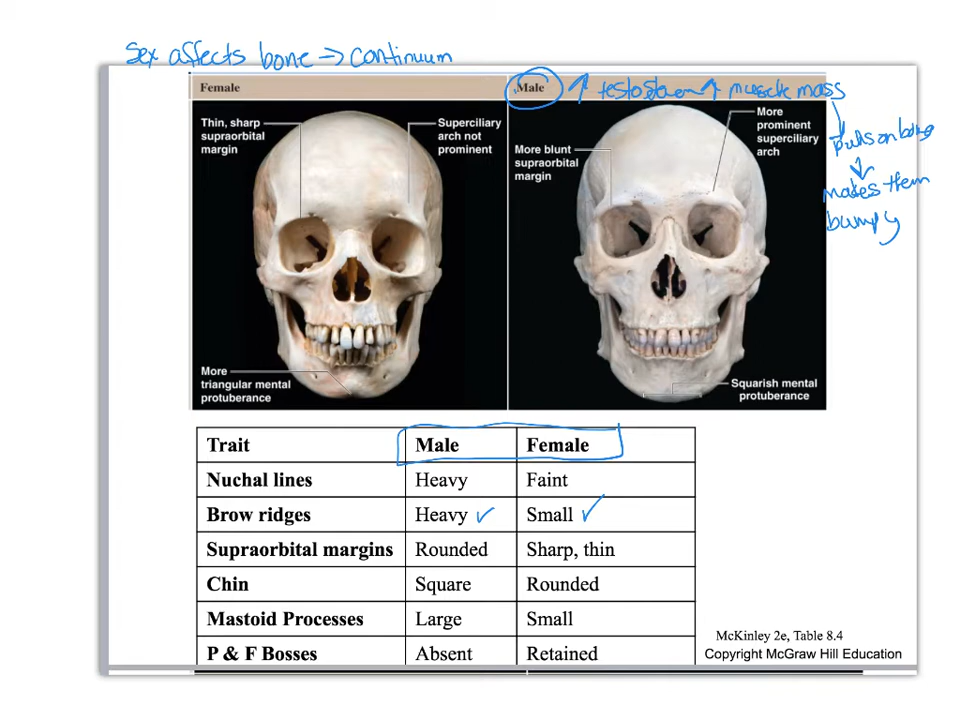 Sex affects bone → continuum
Female
Male
↑ testosteron ↑ muscle mass
↓
pulls on bone
↓
makes them
bumpy
Thin, sharp
supraorbital
margin
Superciliary
arch not
prominent
More
triangular mental
protuberance
More blunt
supraorbital
margin
More
prominent
superciliary
arch
Squarish mental
protuberance
Trait Male Female
Nuchal lines Heavy Faint
Brow ridges Heavy ✓ Small ✓
Supraorbital margins Rounded Sharp, thin
Chin Square Rounded
Mastoid Processes Large Small
P & F Bosses Absent Retained
McKinley 2e, Table 8.4
Copyright McGraw Hill Education